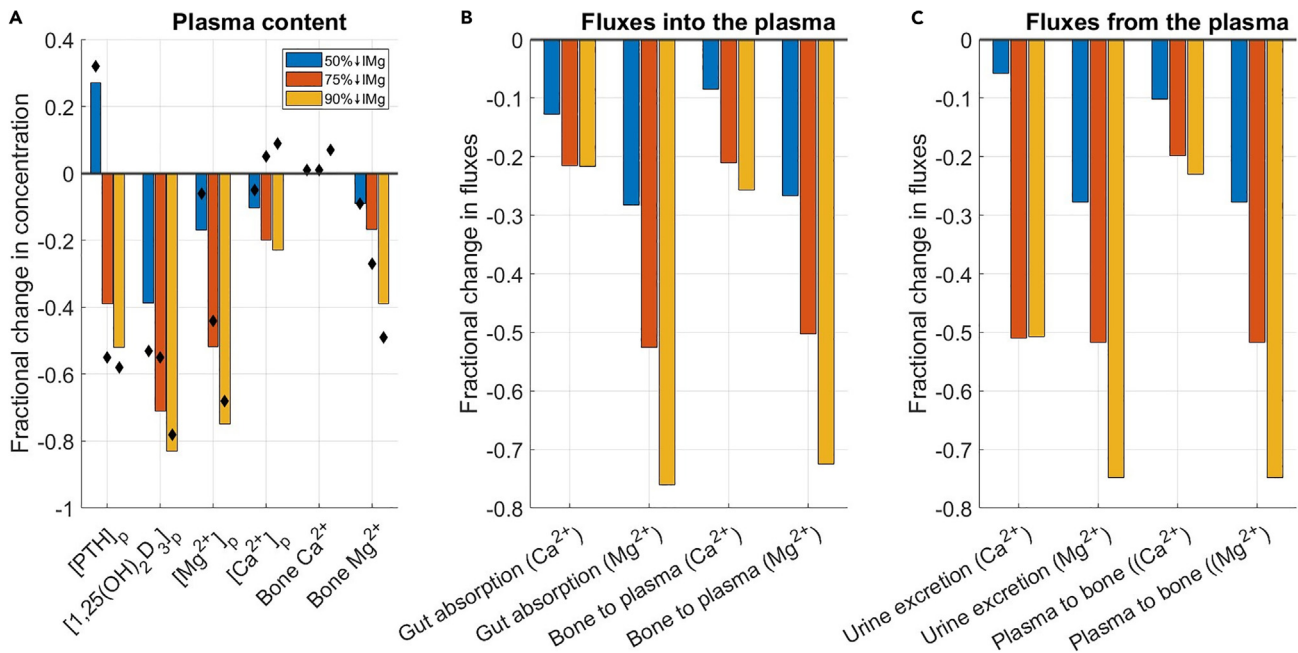 A
Plasma content
Fractional change in concentration
0.4
0.2
0
-0.2
-0.4
-0.6
-0.8
-1
50%↓IMg
75%↓IMg
90%↓IMg
[PTH]p
[1,25(OH)2D3]p
[Mg2+]p
[Ca2+]p
Bone Ca2+
Bone Mg2+
B
Fluxes into the plasma
Fractional change in fluxes
0
-0.1
-0.2
-0.3
-0.4
-0.5
-0.6
-0.7
-0.8
Gut absorption (Ca2+)
Gut absorption (Mg2+)
Bone to plasma (Ca2+)
Bone to plasma (Mg2+)
C
Fluxes from the plasma
Fractional change in fluxes
0
-0.1
-0.2
-0.3
-0.4
-0.5
-0.6
-0.7
-0.8
Urine excretion (Ca2+)
Urine excretion (Mg2+)
Plasma to bone ((Ca2+)
Plasma to bone ((Mg2+)